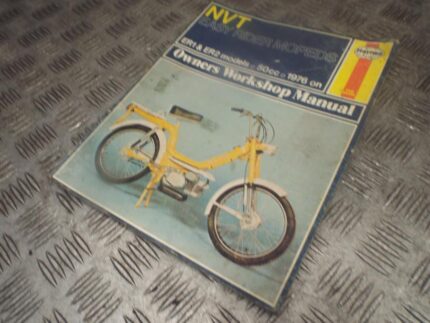 NVT
EASY RIDER MOPEDS
ER1 & ER2 models 50cc 1976 on
Owners Workshop Manual
Haynes